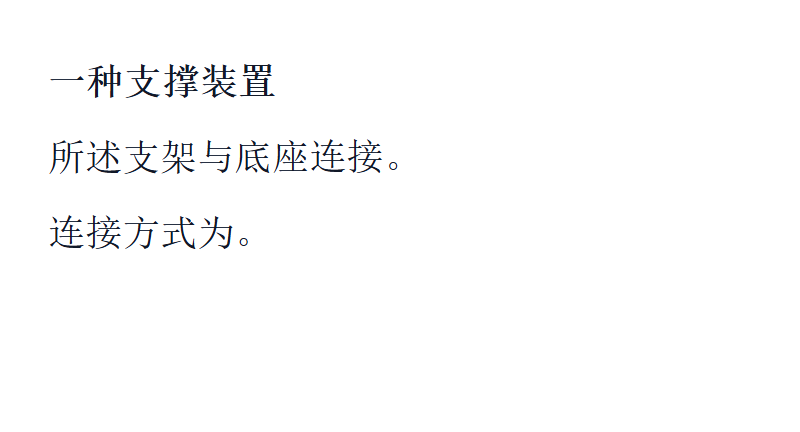 一种支撑装置
所述支架与底座连接。
连接方式为。